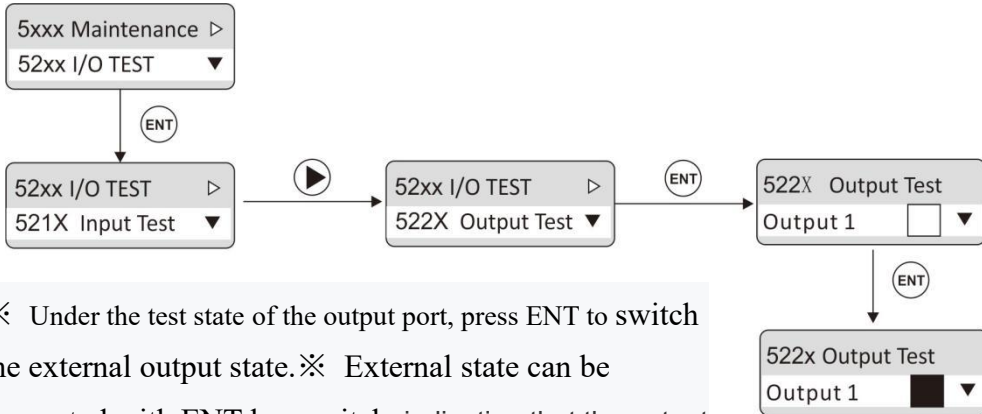 5xxx Maintenance ▷
52xx I/O TEST ▼
ENT
52xx I/O TEST ▷
521X Input Test ▼
52xx I/O TEST ▷
522X Output Test ▼
ENT
522X Output Test
Output 1 ▼
ENT
522x Output Test
Output 1 ▼
※ Under the test state of the output port, press ENT to switch
external output state.※ External state can be
with ENT